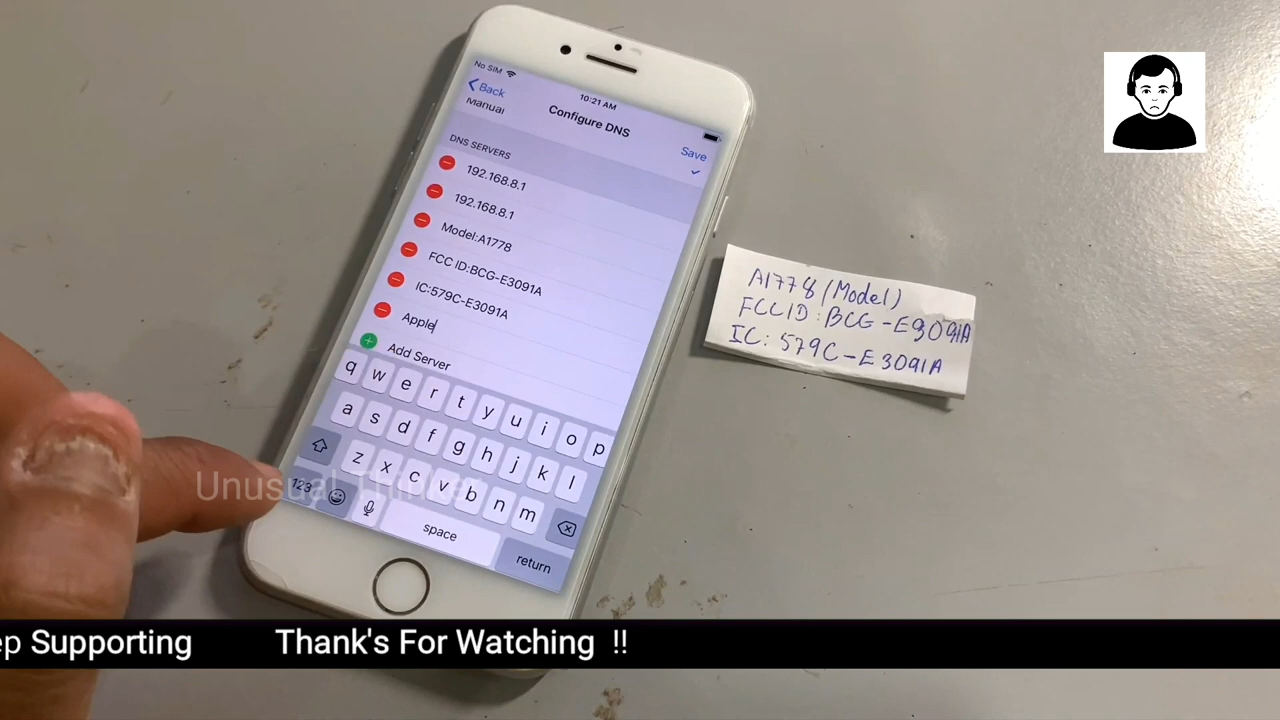 No SIM
10:21 AM
Back
Configure DNS
Save
Manual
DNS SERVERS
192.168.8.1
192.168.8.1
Model:A1778
FCC ID:BCG-E3091A
IC:579C-E3091A
Apple
Add Server
q w e r t y u i o p
a s d f g h j k l
z x c v b n m
123
space
return
A1778 (Model)
FCCID: BCG-E3091A
IC: 579C-E3091A
Unusual Thinker
ep Supporting Thank's For Watching !!